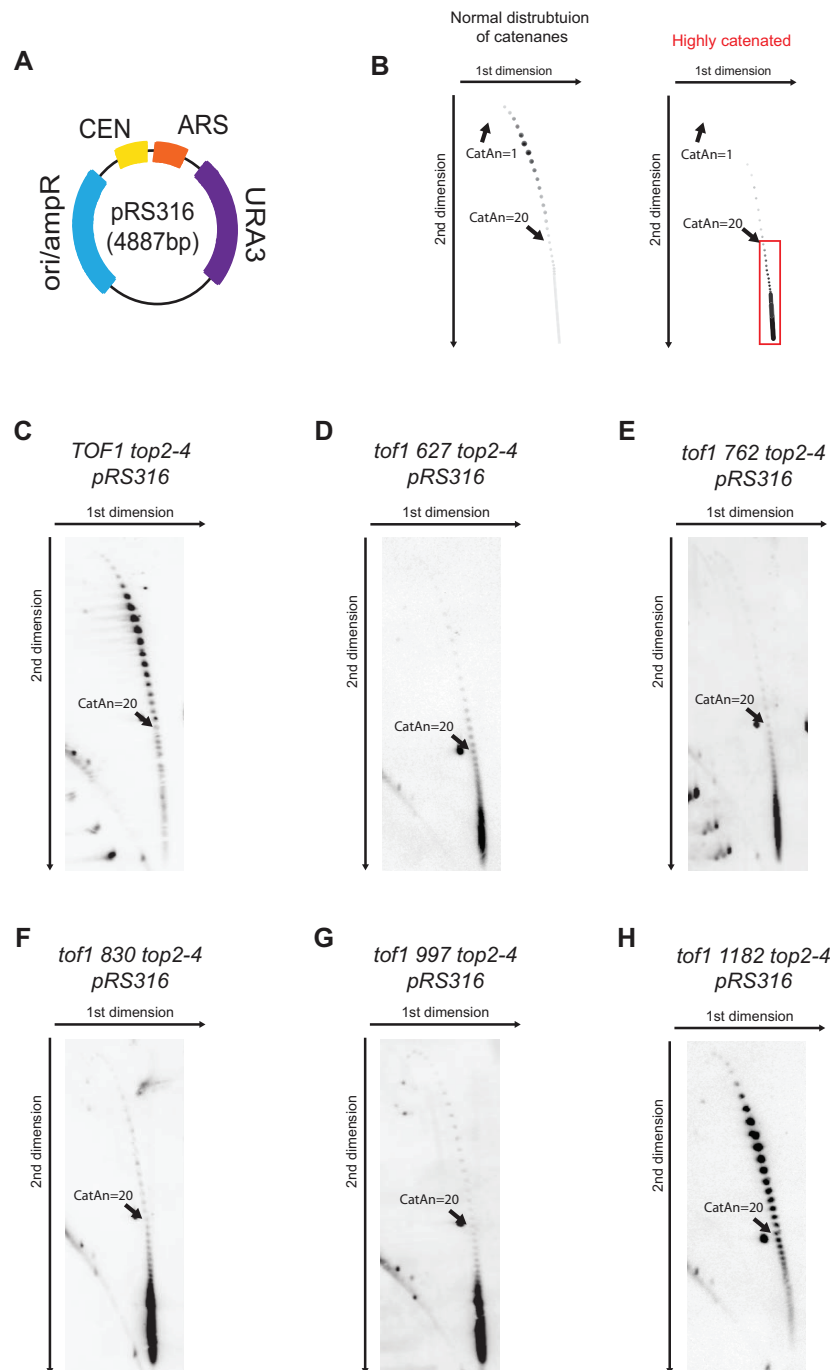 A
CEN
ARS
ori/ampR
pRS316
(4887bp)
URA3
B
Normal distrubtuion
of catenanes
1st dimension
2nd dimension
CatAn=1
CatAn=20
Highly catenated
1st dimension
2nd dimension
CatAn=1
CatAn=20
C
TOF1 top2-4
pRS316
1st dimension
2nd dimension
CatAn=20
D
tof1 627 top2-4
pRS316
1st dimension
2nd dimension
CatAn=20
E
tof1 762 top2-4
pRS316
1st dimension
2nd dimension
CatAn=20
F
tof1 830 top2-4
pRS316
1st dimension
2nd dimension
CatAn=20
G
tof1 997 top2-4
pRS316
1st dimension
2nd dimension
CatAn=20
H
tof1 1182 top2-4
pRS316
1st dimension
2nd dimension
CatAn=20